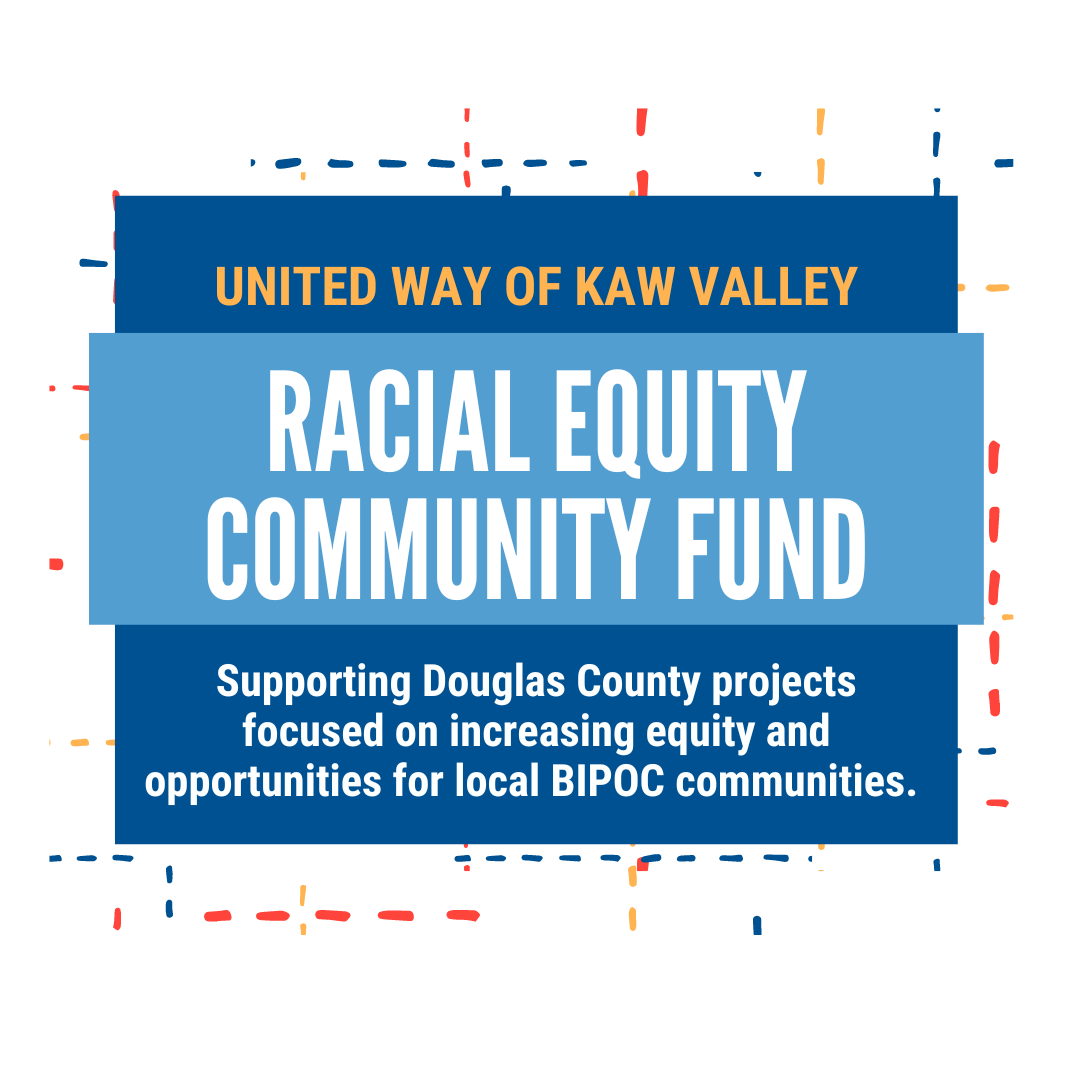 UNITED WAY OF KAW VALLEY
RACIAL EQUITY
COMMUNITY FUND
Supporting Douglas County projects
focused on increasing equity and
opportunities for local BIPOC communities.